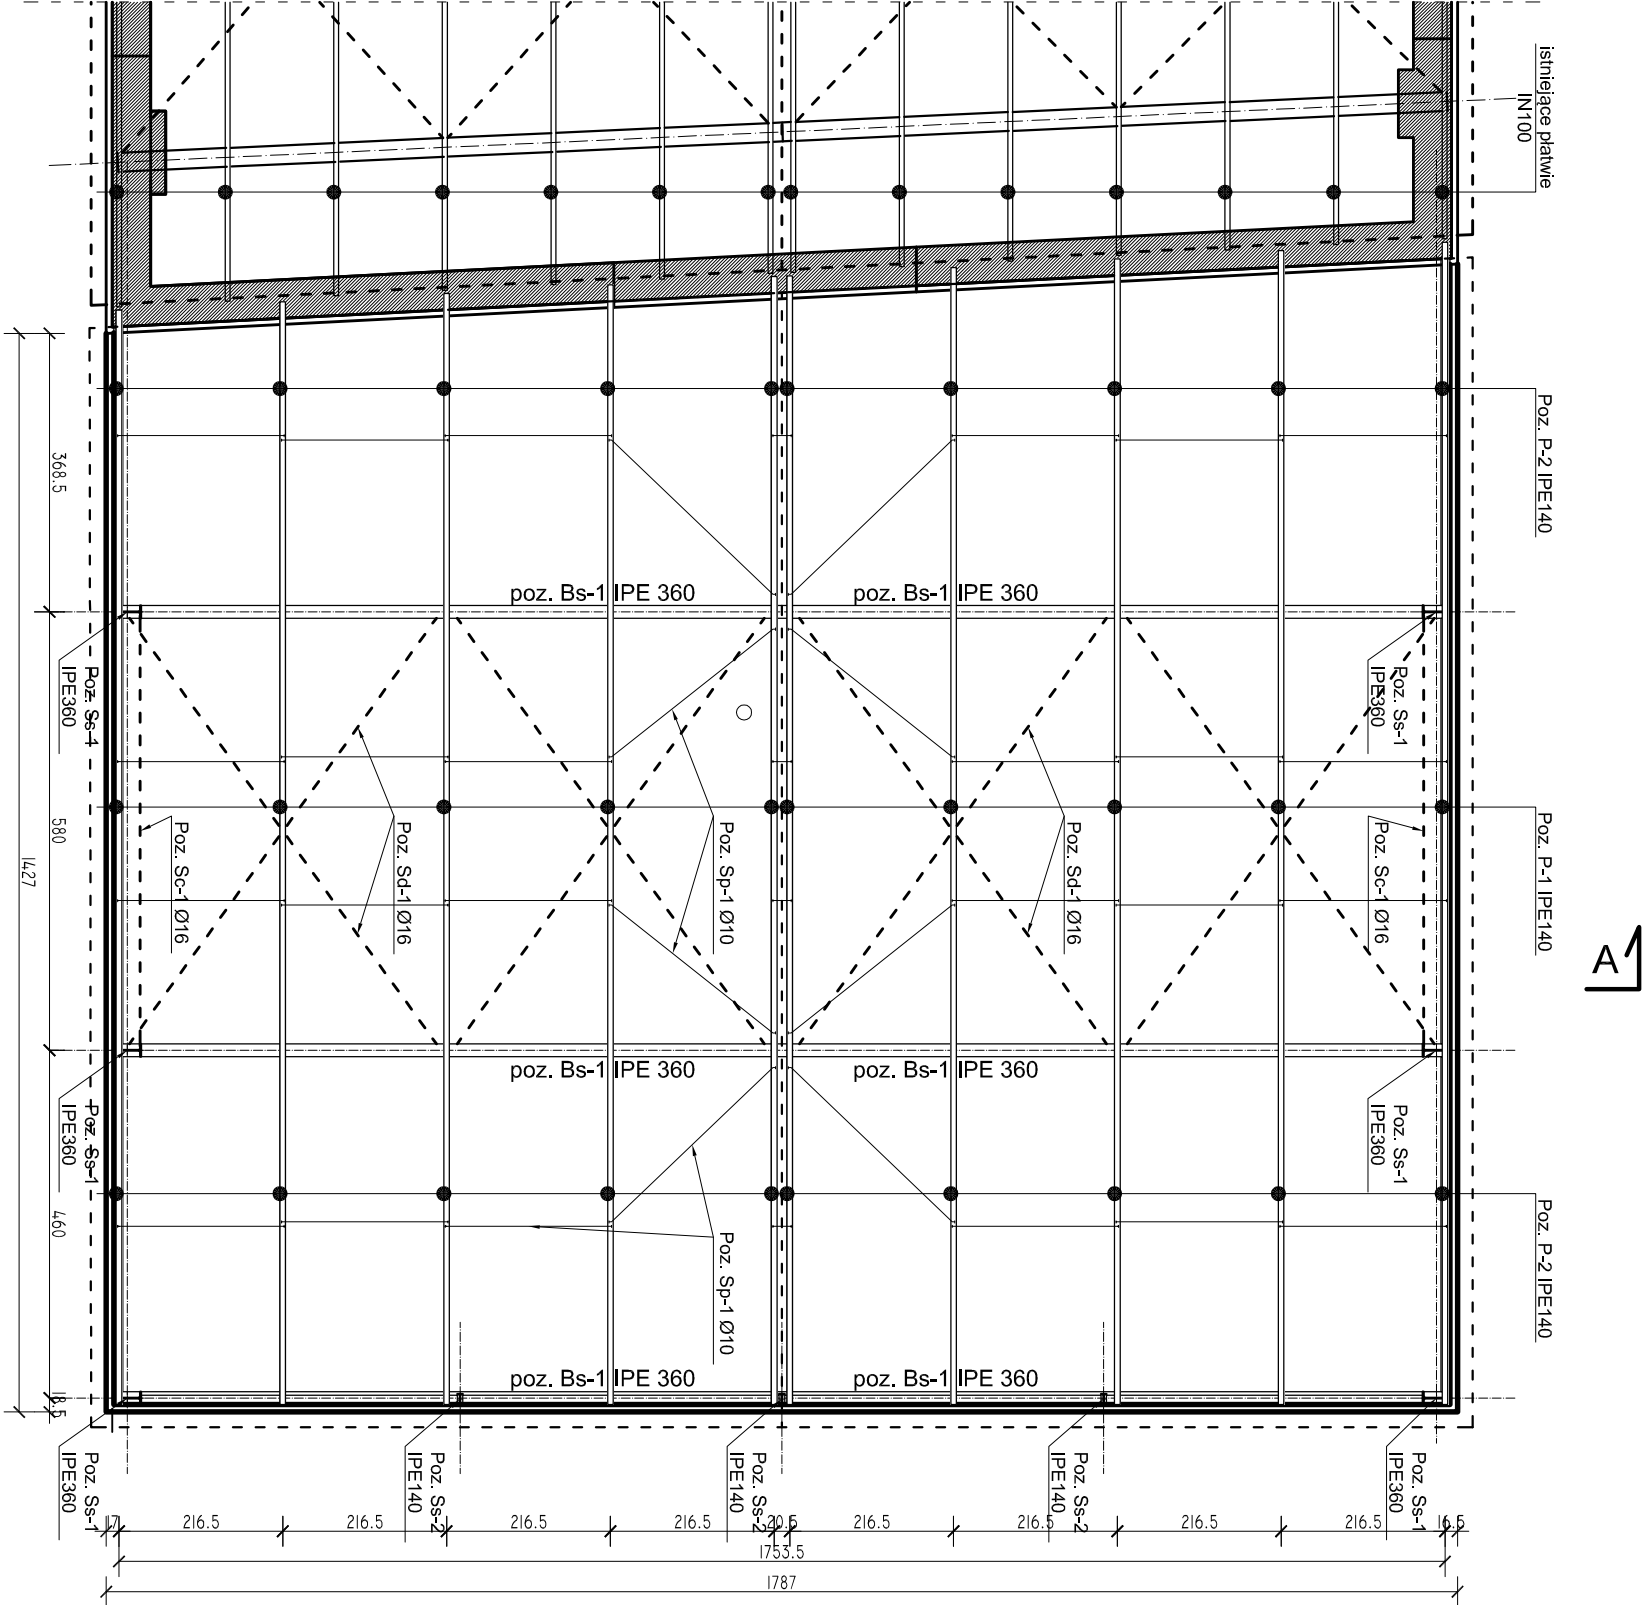 istniejące płatwie
IN100
Poz. P-2 IPE140
368.5
poz. Bs-1 IPE 360
poz. Bs-1 IPE 360
Poz. Ss-1
IPE360
Poz. Ss-1
IPE360
580
1427
Poz. Sc-1 Ø16
Poz. Sd-1 Ø16
Poz. Sp-1 Ø10
Poz. Sd-1 Ø16
Poz. Sc-1 Ø16
Poz. P-1 IPE140
A
poz. Bs-1 IPE 360
poz. Bs-1 IPE 360
Poz. Ss-1
IPE360
Poz. Ss-1
IPE360
460
Poz. Sp-1 Ø10
Poz. P-2 IPE140
poz. Bs-1 IPE 360
poz. Bs-1 IPE 360
18.5
Poz. Ss-1
IPE360
Poz. Ss-2
IPE140
Poz. Ss-2
IPE140
Poz. Ss-2
IPE140
Poz. Ss-1
IPE360
17
216.5
216.5
216.5
216.5
20.5
216.5
216.5
216.5
216.5
16.5
1753.5
1787